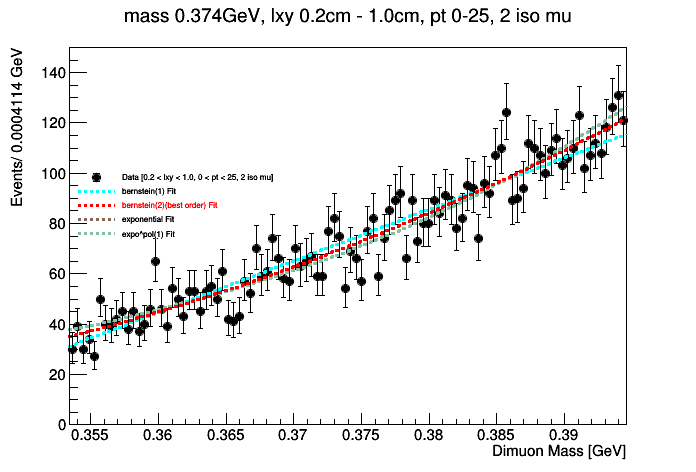 mass 0.374GeV, lxy 0.2cm - 1.0cm, pt 0-25, 2 iso mu
Events/ 0.0004114 GeV
140
120
100
80
60
40
20
0
Data [0.2 < lxy < 1.0, 0 < pt < 25, 2 iso mu]
bernstein(1) Fit
bernstein(2)(best order) Fit
exponential Fit
expo*pol(1) Fit
0.355 0.36 0.365 0.37 0.375 0.38 0.385 0.39
Dimuon Mass [GeV]